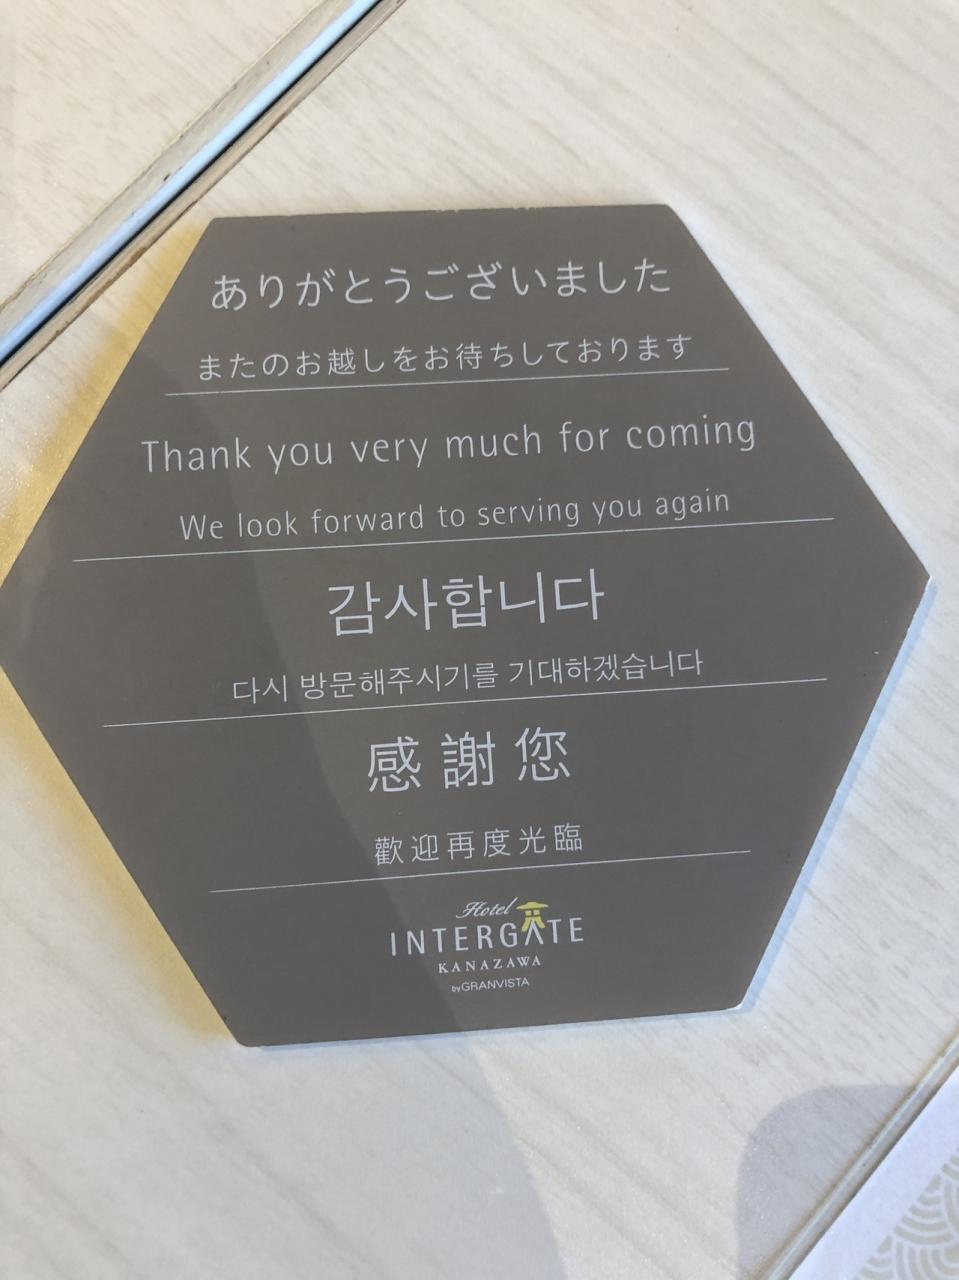 ありがとうございました
またのお越しをお待ちしております
Thank you very much for coming
We look forward to serving you again
감사합니다
다시 방문해주시기를 기대하겠습니다
感謝您
歡迎再度光臨
Hotel
INTERGATE
KANAZAWA
by GRANVISTA